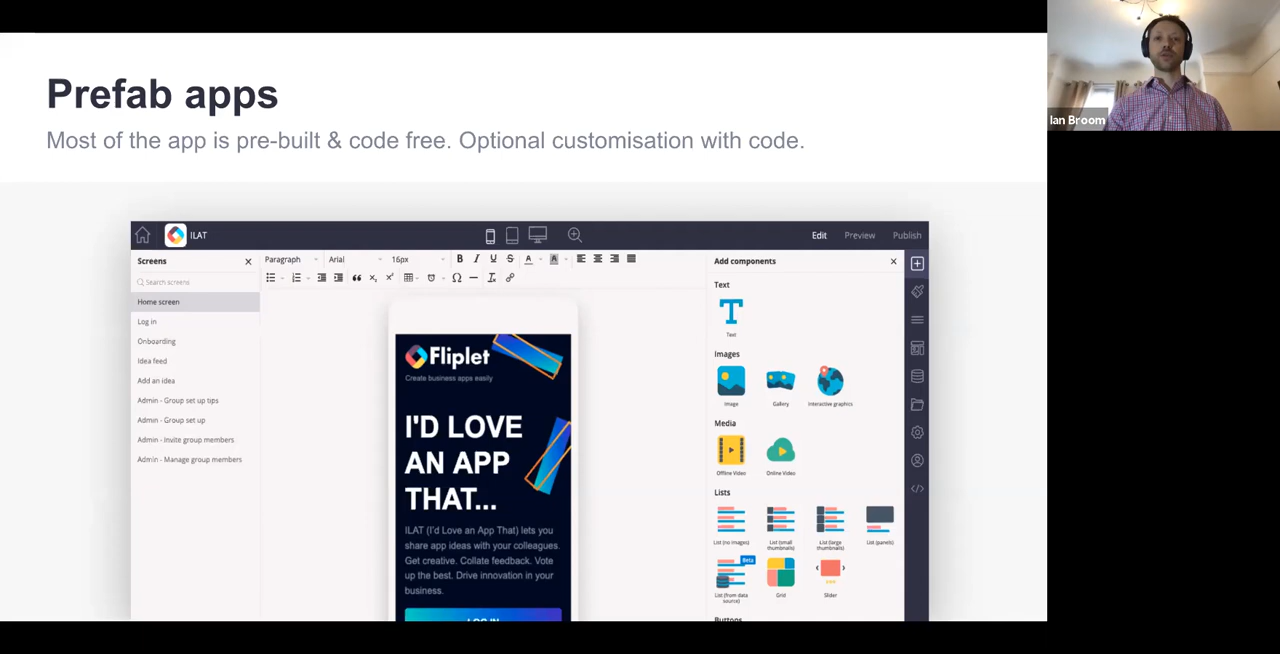 Prefab apps
Most of the app is pre-built & code free. Optional customisation with code.
Ian Broom
ILAT
Edit
Preview
Publish
Screens
Search screens
Home screen
Log in
Onboarding
Idea feed
Add an idea
Admin - Group set up tips
Admin - Group set up
Admin - Invite group members
Admin - Manage group members
Paragraph
Arial
16px
Fliplet
Create business apps easily
I'D LOVE
AN APP
THAT...
ILAT (I'd Love an App That) lets you
share app ideas with your colleagues.
Get creative. Collate feedback. Vote
up the best. Drive innovation in your
business.
LOG IN
Add components
Text
Text
Images
Image
Gallery
Interactive graphics
Media
Offline Video
Online Video
Lists
List (no images)
List (small
thumbnails)
List (large
thumbnails)
List (panels)
Beta
List (from data
source)
Grid
Slider
Buttons